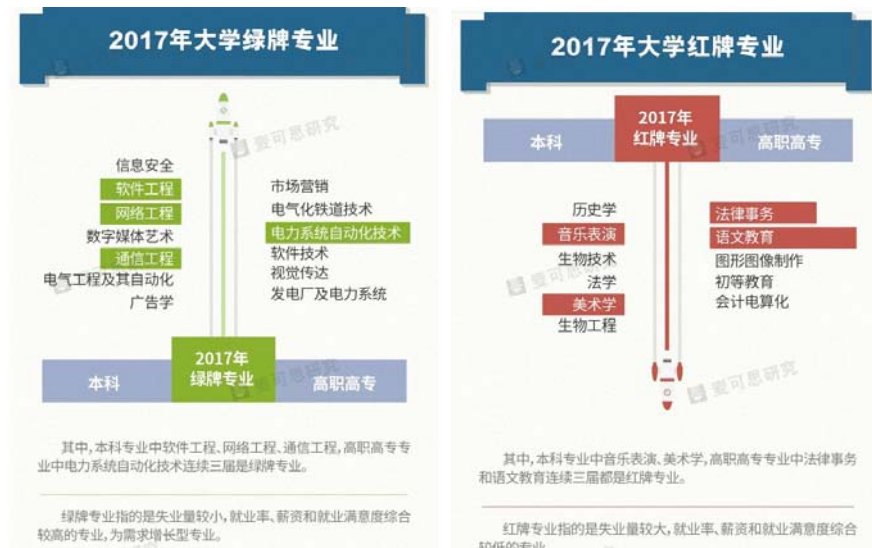 2017年大学绿牌专业
麦可思研究
信息安全
软件工程
网络工程
数字媒体艺术
通信工程
电气工程及其自动化
广告学
市场营销
电气化铁道技术
电力系统自动化技术
软件技术
视觉传达
发电厂及电力系统
本科
2017年
绿牌专业
高职高专
麦可思研究
其中,本科专业中软件工程、网络工程、通信工程,高职高专专
业中电力系统自动化技术连续三届是绿牌专业。
绿牌专业指的是失业量较小,就业率、薪资和就业满意度综合
较高的专业,为需求增长型专业。
2017年大学红牌专业
本科
2017年
红牌专业
高职高专
历史学
音乐表演
生物技术
法学
美术学
生物工程
法律事务
语文教育
图形图像制作
初等教育
会计电算化
麦可思研究
其中,本科专业中音乐表演、美术学,高职高专专业中法律事务
和语文教育连续三届都是红牌专业。
红牌专业指的是失业量较大,就业率、薪资和就业满意度综合